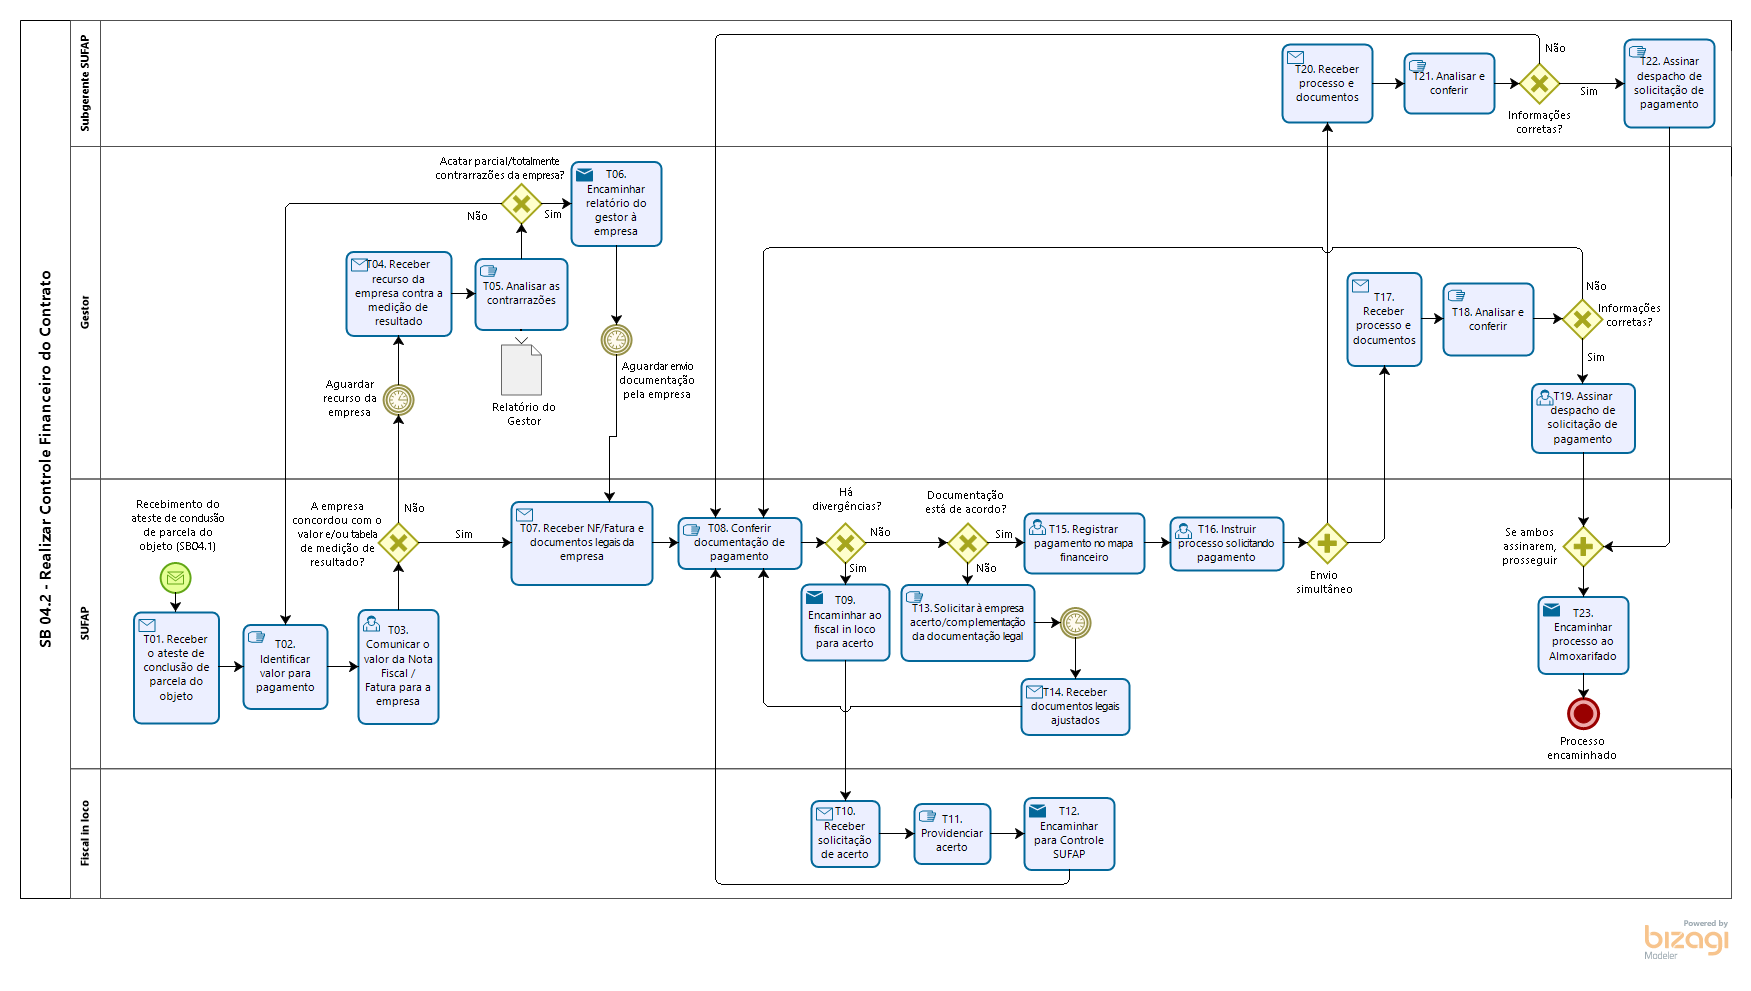 SB 04.2 - Realizar Controle Financeiro do Contrato
Subgerente SUFAP
Não
T20. Receber
processo e
documentos
T21. Analisar e
conferir
Informações
corretas?
Sim
T22. Assinar
despacho de
solicitação de
pagamento
Gestor
Acatar parcial/totalmente
contrarrazões da empresa?
Não
Sim
T06.
Encaminhar
relatório do
gestor à
empresa
T04. Receber
recurso da
empresa contra a
medição de
resultado
T05. Analisar as
contrarrazões
Relatório do
Gestor
Aguardar
recurso da
empresa
Aguardar envio
documentação
pela empresa
T17.
Receber
processo e
documentos
T18. Analisar e
conferir
Não
Informações
corretas?
Sim
T19. Assinar
despacho de
solicitação de
pagamento
SUFAP
Recebimento do
ateste de conclusão
de parcela do
objeto (SB04.1)
T01. Receber
o ateste de
conclusão de
parcela do
objeto
T02.
Identificar
valor para
pagamento
T03.
Comunicar o
valor da Nota
Fiscal /
Fatura para a
empresa
A empresa
concordou com o
valor e/ou tabela
de medição de
resultado?
Não
Sim
T07. Receber NF/Fatura e
documentos legais da
empresa
T08. Conferir
documentação de
pagamento
Há
divergências?
Não
Sim
T09.
Encaminhar ao
fiscal in loco
para acerto
Documentação
está de acordo?
Sim
Não
T13. Solicitar à empresa
acerto/complementação
da documentação legal
T14. Receber
documentos legais
ajustados
T15. Registrar
pagamento no mapa
financeiro
T16. Instruir
processo solicitando
pagamento
Envio
simultâneo
Se ambos
assinarem,
prosseguir
T23.
Encaminhar
processo ao
Almoxarifado
Processo
encaminhado
Fiscal in loco
T10.
Receber
solicitação
de acerto
T11.
Providenciar
acerto
T12.
Encaminhar
para Controle
SUFAP
Powered by
bizagi
Modeler